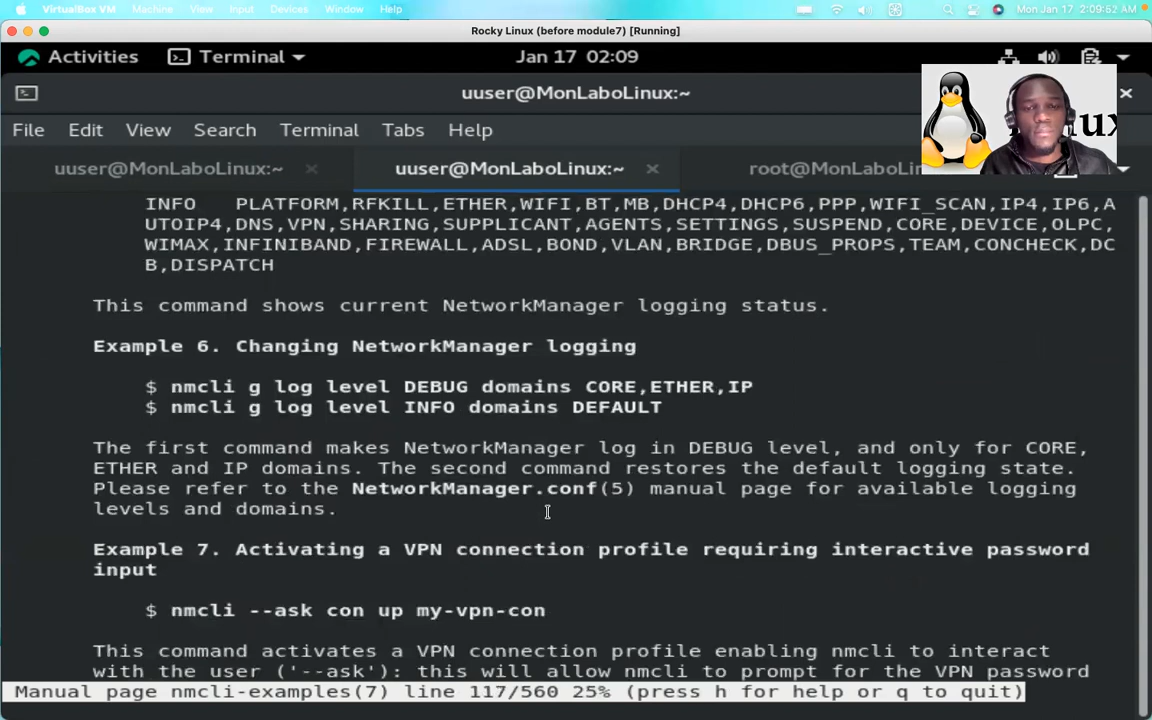 VirtualBox VM Machine View Input Devices Window Help Mon Jan 17 2:09:52 AM
Rocky Linux (before module7) [Running]
Activities Terminal Jan 17 02:09
uuser@MonLaboLinux:~
File Edit View Search Terminal Tabs Help
uuser@MonLaboLinux:~ uuser@MonLaboLinux:~ root@MonLaboLinu
INFO PLATFORM,RFKILL,ETHER,WIFI,BT,MB,DHCP4,DHCP6,PPP,WIFI_SCAN,IP4,IP6,A
UTOIP4,DNS,VPN,SHARING,SUPPLICANT,AGENTS,SETTINGS,SUSPEND,CORE,DEVICE,OLPC,
WIMAX,INFINIBAND,FIREWALL,ADSL,BOND,VLAN,BRIDGE,DBUS_PROPS,TEAM,CONCHECK,DC
B,DISPATCH
This command shows current NetworkManager logging status.
Example 6. Changing NetworkManager logging
$ nmcli g log level DEBUG domains CORE,ETHER,IP
$ nmcli g log level INFO domains DEFAULT
The first command makes NetworkManager log in DEBUG level, and only for CORE,
ETHER and IP domains. The second command restores the default logging state.
Please refer to the NetworkManager.conf(5) manual page for available logging
levels and domains.
Example 7. Activating a VPN connection profile requiring interactive password
input
$ nmcli --ask con up my-vpn-con
This command activates a VPN connection profile enabling nmcli to interact
with the user ('--ask'): this will allow nmcli to prompt for the VPN password
Manual page nmcli-examples(7) line 117/560 25% (press h for help or q to quit)